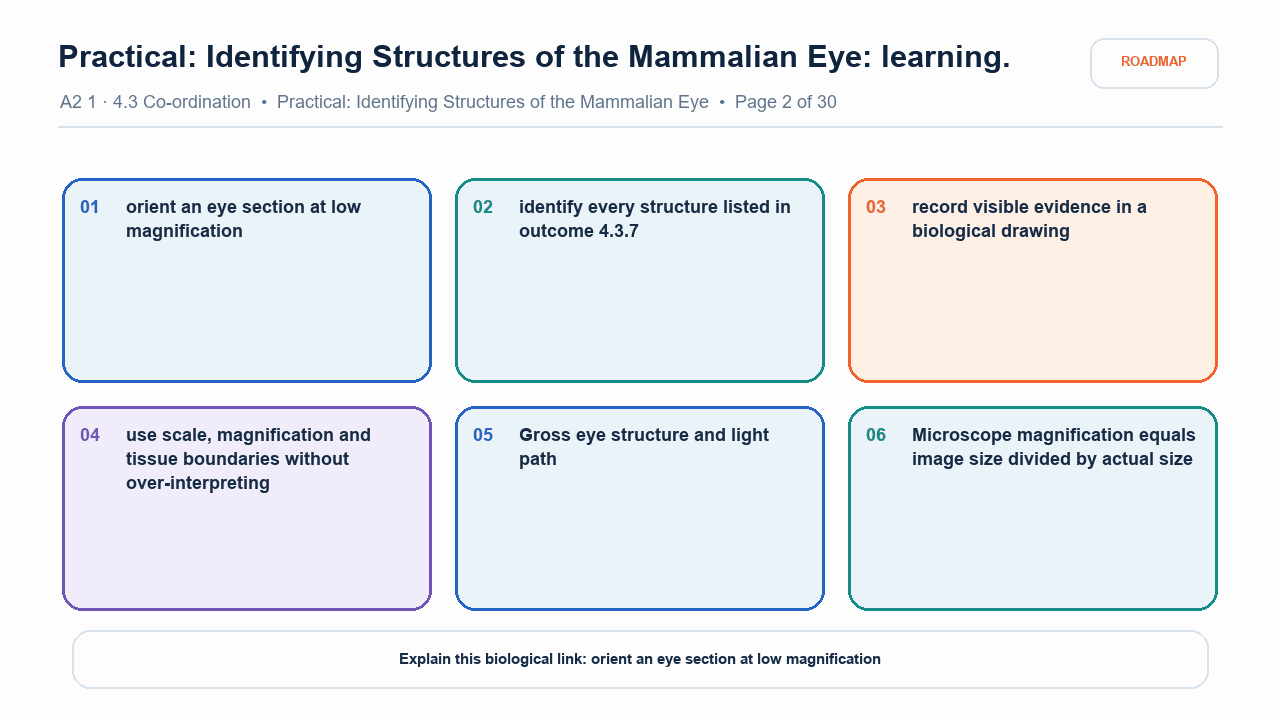 Practical: Identifying Structures of the Mammalian Eye: learning.
ROADMAP
A2 1 · 4.3 Co-ordination • Practical: Identifying Structures of the Mammalian Eye • Page 2 of 30
01 orient an eye section at low
magnification
02 identify every structure listed in
outcome 4.3.7
03 record visible evidence in a
biological drawing
04 use scale, magnification and
tissue boundaries without
over-interpreting
05 Gross eye structure and light
path
06 Microscope magnification equals
image size divided by actual size
Explain this biological link: orient an eye section at low magnification